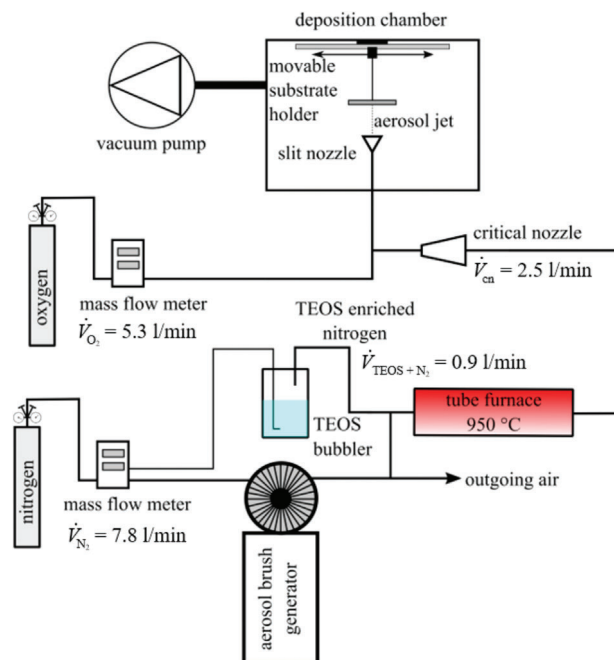 deposition chamber
movable
substrate
holder
aerosol jet
vacuum pump
slit nozzle
critical nozzle
V̇cn = 2.5 l/min
oxygen
mass flow meter
V̇O₂ = 5.3 l/min
TEOS enriched
nitrogen
V̇TEOS + N₂ = 0.9 l/min
tube furnace
950 °C
TEOS
bubbler
nitrogen
mass flow meter
V̇N₂ = 7.8 l/min
outgoing air
aerosol brush
generator